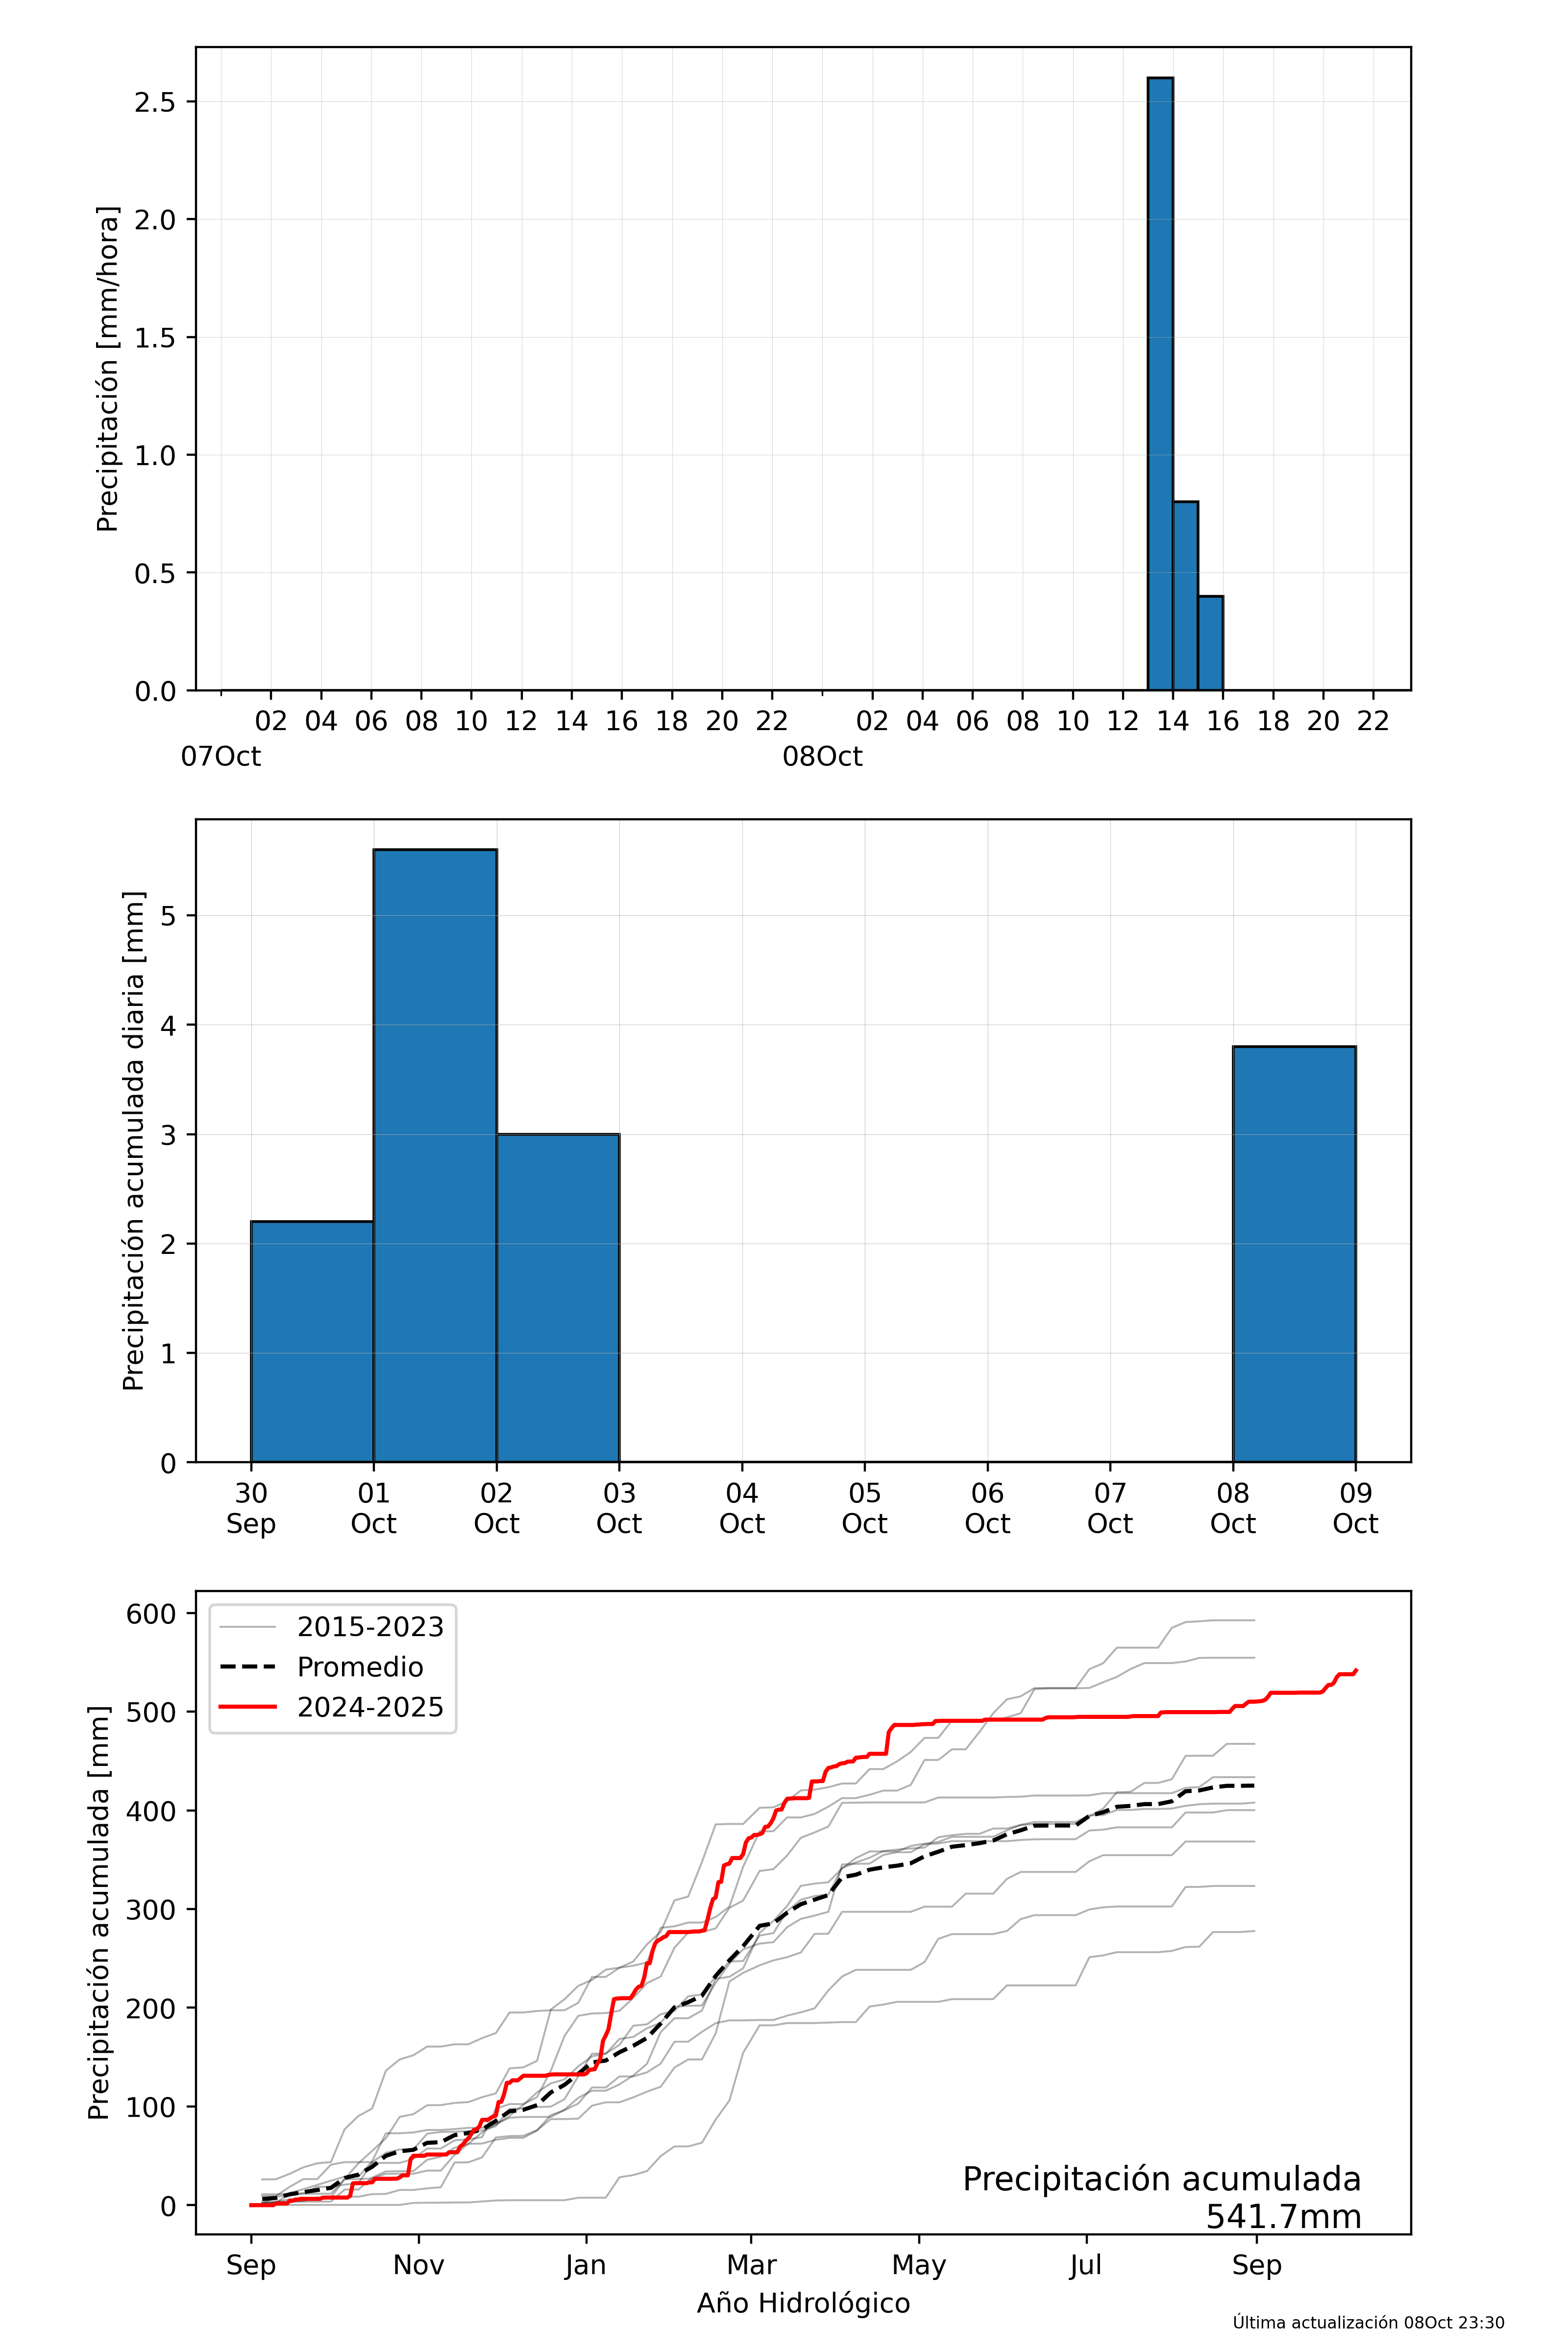 Precipitación [mm/hora]
2.5
2.0
1.5
1.0
0.5
0.0
02 04 06 08 10 12 14 16 18 20 22 02 04 06 08 10 12 14 16 18 20 22
07Oct 08Oct
Precipitación acumulada diaria [mm]
5
4
3
2
1
0
30 01 02 03 04 05 06 07 08 09
Sep Oct Oct Oct Oct Oct Oct Oct Oct Oct
Precipitación acumulada [mm]
600
500
400
300
200
100
0
2015-2023
Promedio
2024-2025
Precipitación acumulada
541.7mm
Sep Nov Jan Mar May Jul Sep
Año Hidrológico
Última actualización 08Oct 23:30